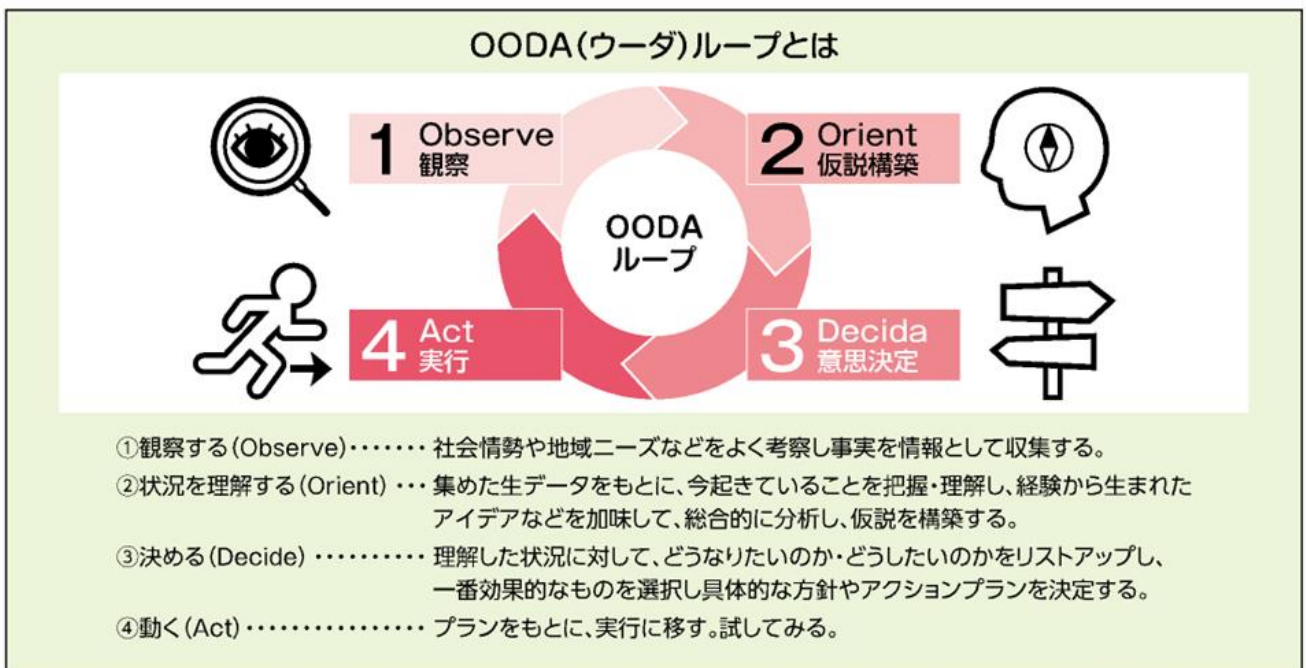 OODA(ウーダ)ループとは
1 Observe
観察
2 Orient
仮説構築
OODA
ループ
4 Act
実行
3 Decida
意思決定
①観察する(Observe)・・・・・・・ 社会情勢や地域ニーズなどをよく考察し事実を情報として収集する。
②状況を理解する(Orient) ・・・ 集めた生データをもとに、今起きていることを把握・理解し、経験から生まれた
アイデアなどを加味して、総合的に分析し、仮説を構築する。
③決める(Decide) ・・・・・・・・・・ 理解した状況に対して、どうなりたいのか・どうしたいのかをリストアップし、
一番効果的なものを選択し具体的な方針やアクションプランを決定する。
④動く(Act)・・・・・・・・・・・・・・・・ プランをもとに、実行に移す。試してみる。